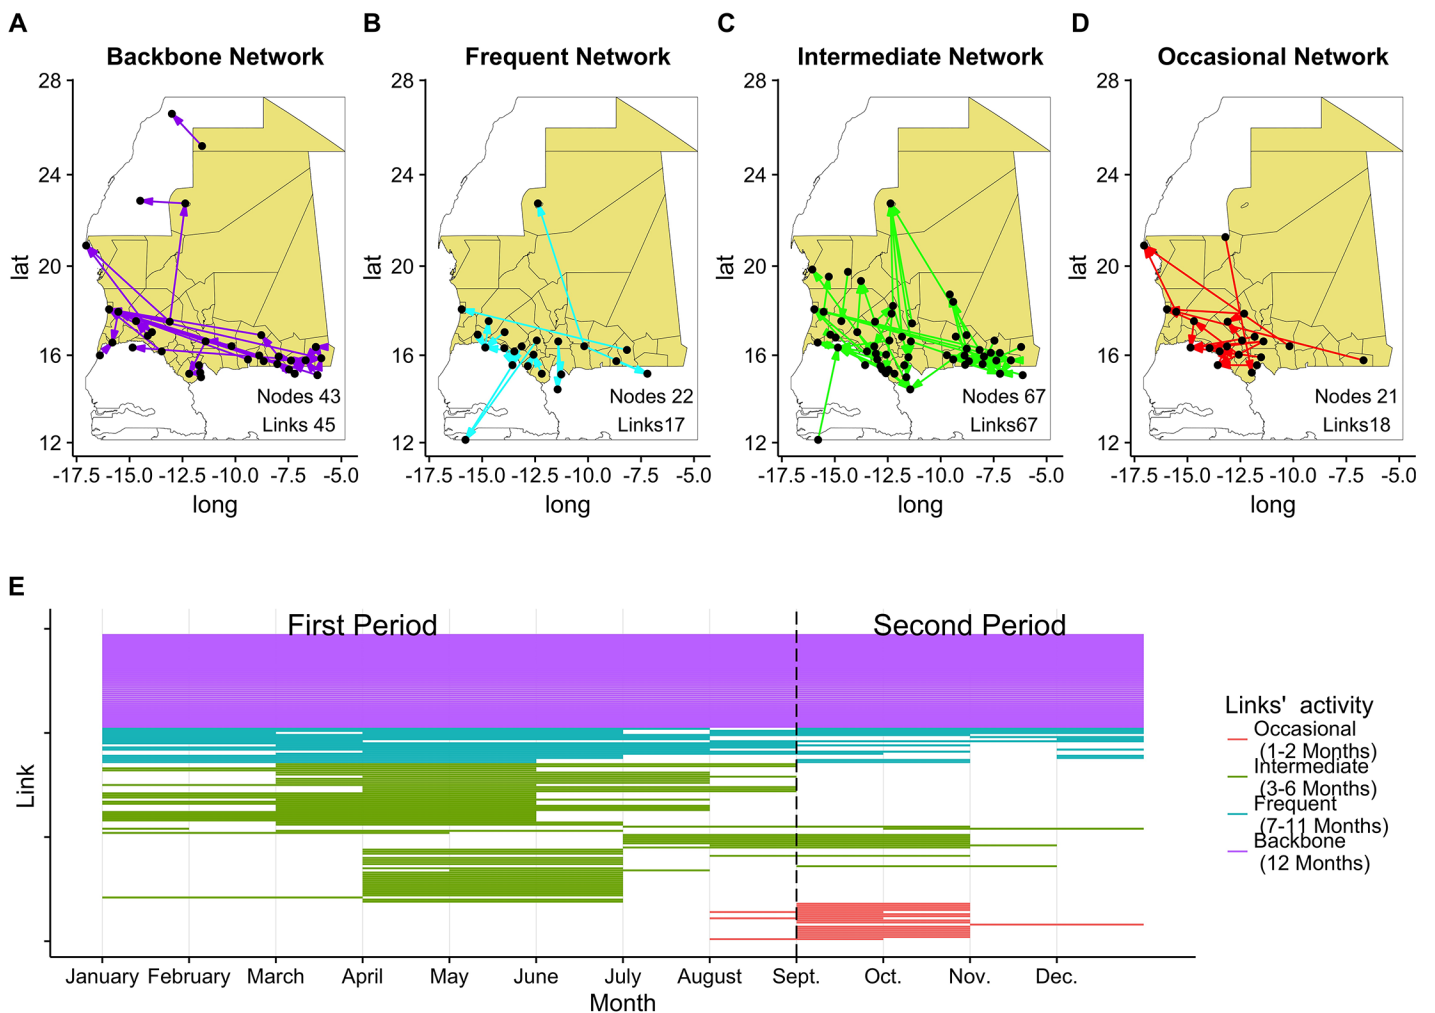 A
B
C
D
Backbone Network
Frequent Network
Intermediate Network
Occasional Network
28
24
20
16
12
lat
-17.5 -15.0 -12.5 -10.0 -7.5 -5.0
long
Nodes 43
Links 45
28
24
20
16
12
lat
-17.5 -15.0 -12.5 -10.0 -7.5 -5.0
long
Nodes 22
Links17
28
24
20
16
12
lat
-17.5 -15.0 -12.5 -10.0 -7.5 -5.0
long
Nodes 67
Links67
28
24
20
16
12
lat
-17.5 -15.0 -12.5 -10.0 -7.5 -5.0
long
Nodes 21
Links18
E
First Period
Second Period
Link
January February March April May June July August Sept. Oct. Nov. Dec.
Month
Links' activity
Occasional
(1-2 Months)
Intermediate
(3-6 Months)
Frequent
(7-11 Months)
Backbone
(12 Months)